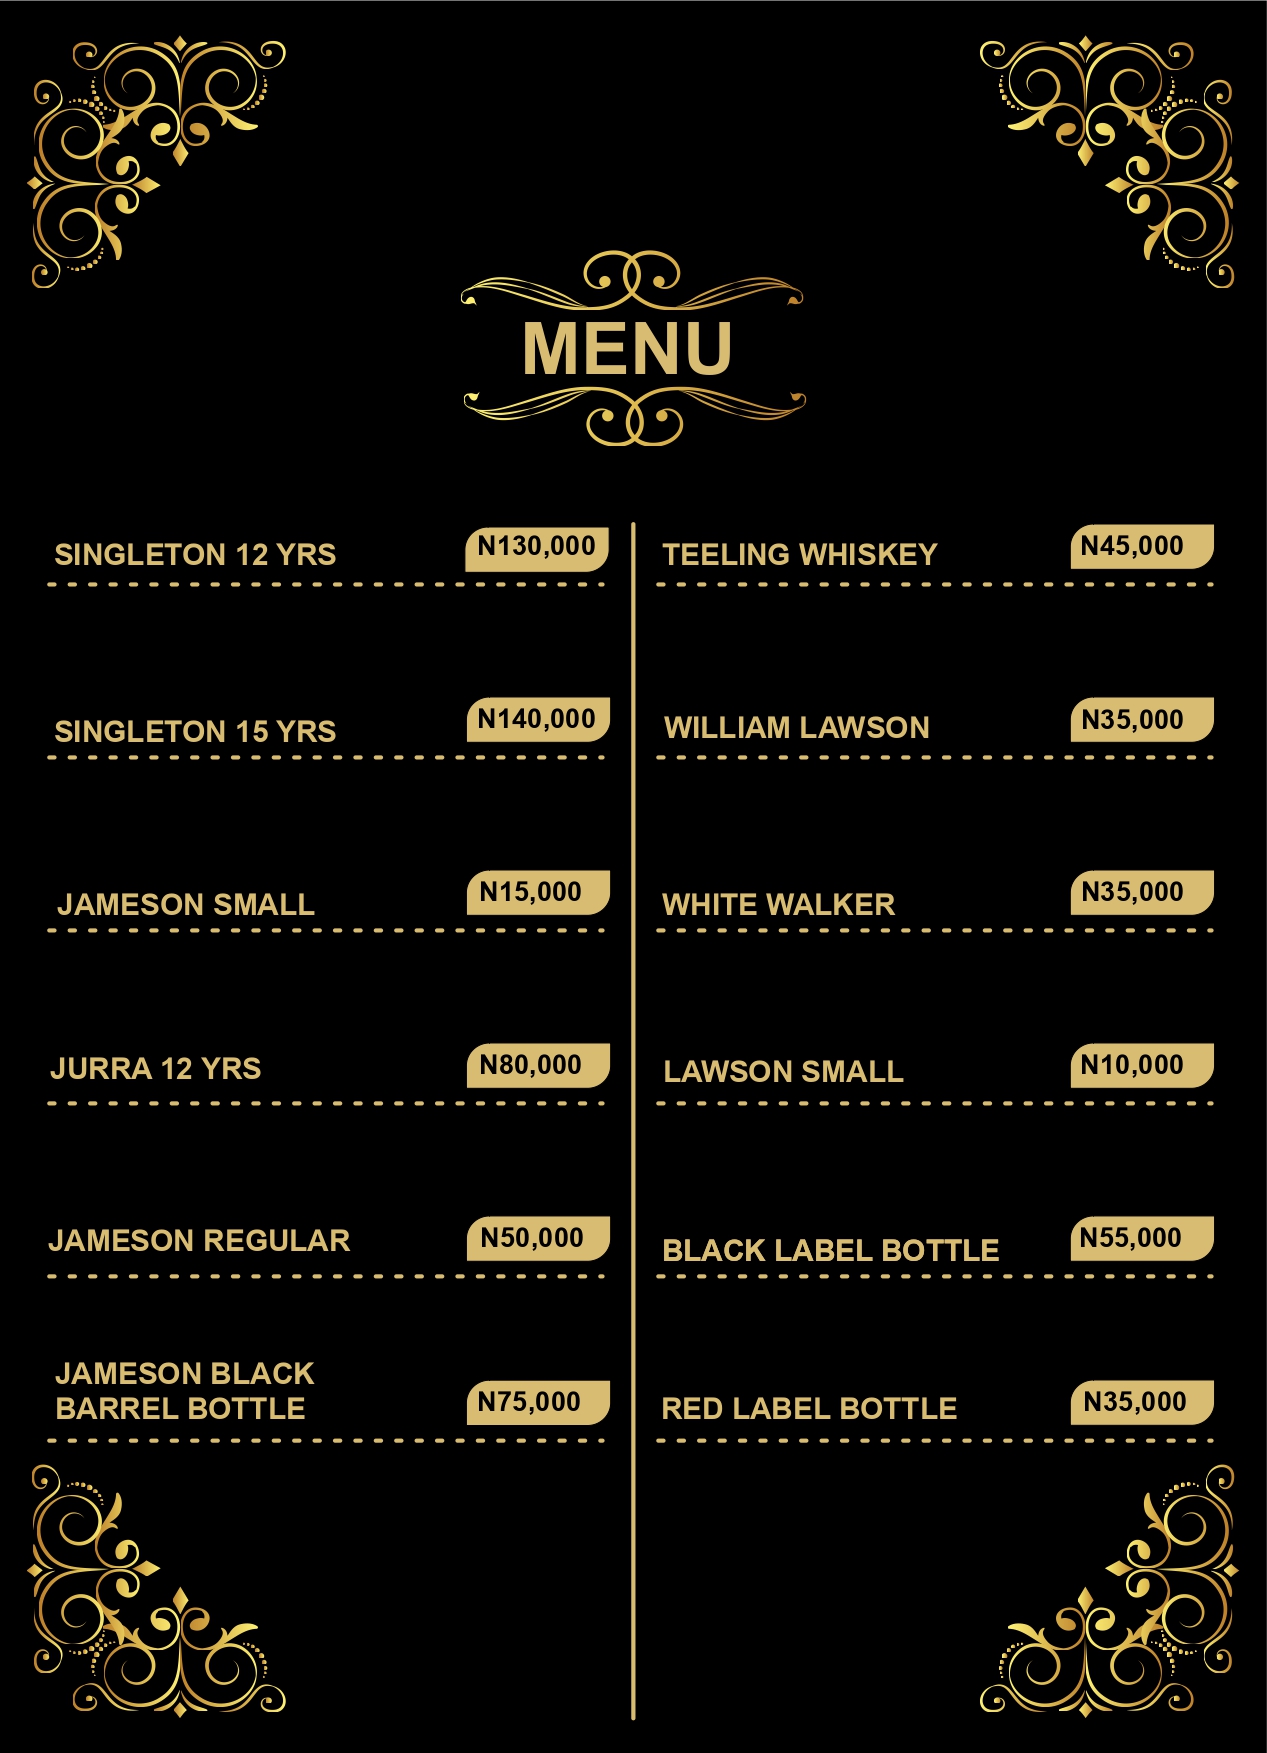 MENU
SINGLETON 12 YRS N130,000
SINGLETON 15 YRS N140,000
JAMESON SMALL N15,000
JURRA 12 YRS N80,000
JAMESON REGULAR N50,000
JAMESON BLACK
BARREL BOTTLE N75,000
TEELING WHISKEY N45,000
WILLIAM LAWSON N35,000
WHITE WALKER N35,000
LAWSON SMALL N10,000
BLACK LABEL BOTTLE N55,000
RED LABEL BOTTLE N35,000